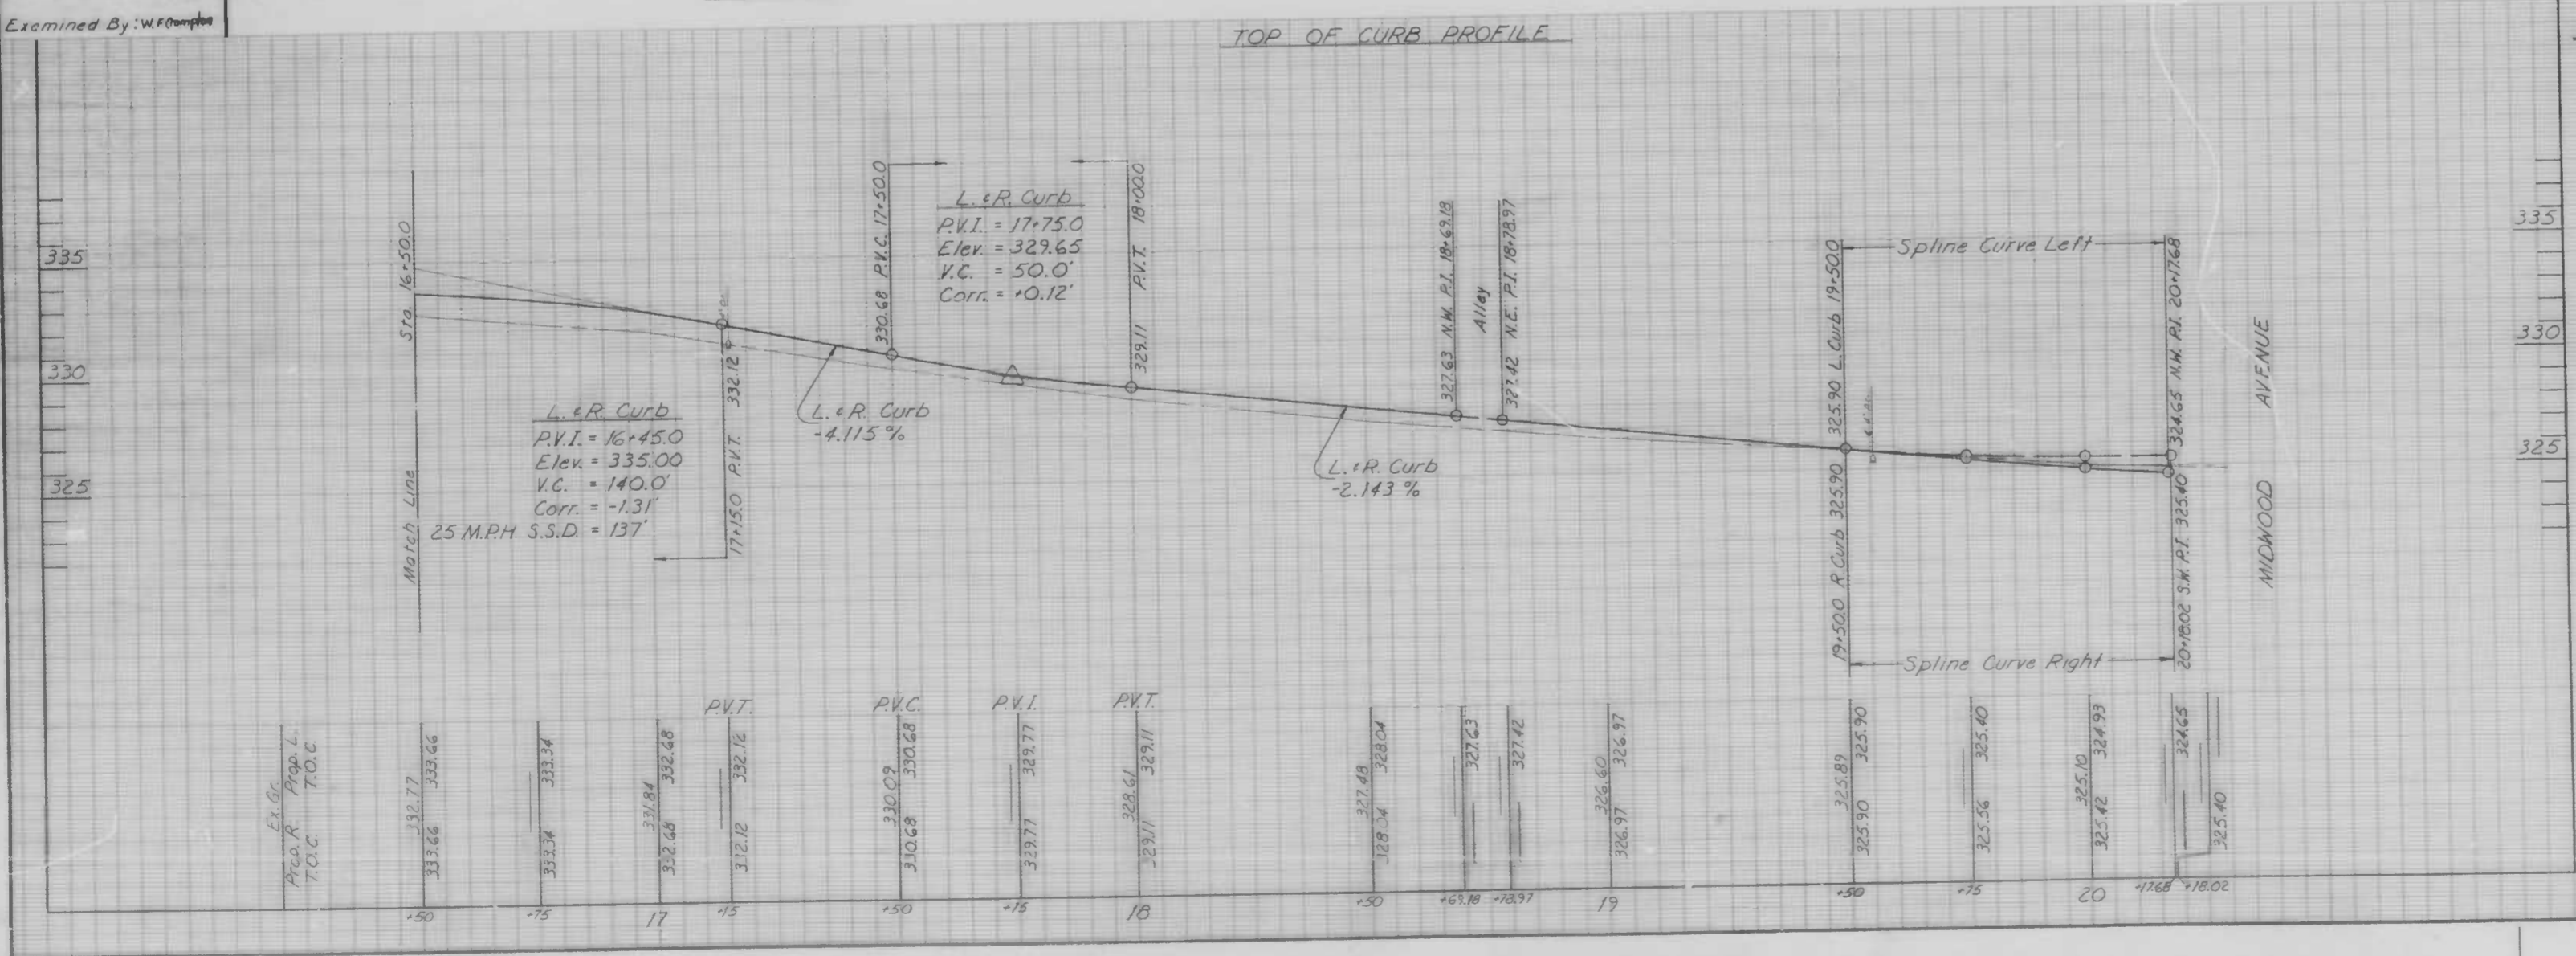 Examined By: W.F. Crampton
TOP OF CURB PROFILE
335
330
325
335
330
325
Match Line Sta. 16+50.0
L. & R. Curb
P.V.I. = 16+45.0
Elev. = 335.00
V.C. = 140.0'
Corr. = -1.31'
25 M.P.H. S.S.D. = 137'
17+15.0 P.V.T. 332.12
L. & R. Curb
-4.115 %
330.68 P.V.C. 17+50.0
L. & R. Curb
P.V.I. = 17+75.0
Elev. = 329.65
V.C. = 50.0'
Corr. = +0.12'
329.11 P.V.T. 18+00.0
L. & R. Curb
-2.143 %
327.63 N.W. P.I. 18+69.18
Alley
327.42 N.E. P.I. 18+78.97
325.90 L. Curb 19+50.0
19+50.0 R. Curb 325.90
Spline Curve Left
Spline Curve Right
324.65 N.W. P.I. 20+17.68
20+18.02 S.W. P.I. 325.40
MIDWOOD AVENUE
P.V.T.
P.V.C.
P.V.I.
P.V.T.
Ex. Gr.
Prop. R. Prop. L.
T.O.C. T.O.C.
332.77
333.66 333.66
333.34 333.34
331.84
332.68 332.68
332.12 332.12
330.09
330.68 330.68
329.77 329.77
328.61
329.11 329.11
327.48
328.04 328.04
327.63
327.42
326.60
326.97 326.97
325.89
325.90 325.90
325.56 325.40
325.10
325.42 324.93
324.65
325.40
+50 +75 17 +15 +50 +75 18 +50 +69.18 +78.97 19 +50 +75 20 +17.68 +18.02